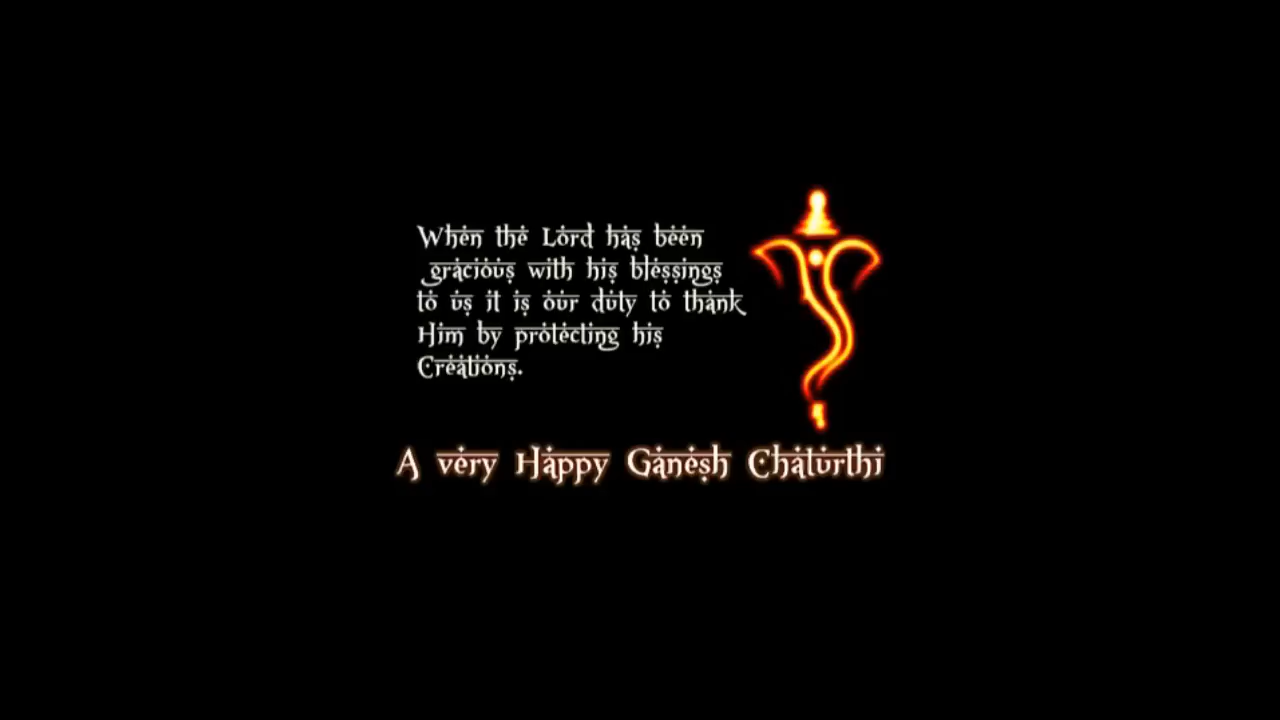 When the Lord has been
gracious with his blessings
to us it is our duty to thank
Him by protecting his
Creations.
A very Happy Ganesh Chaturthi